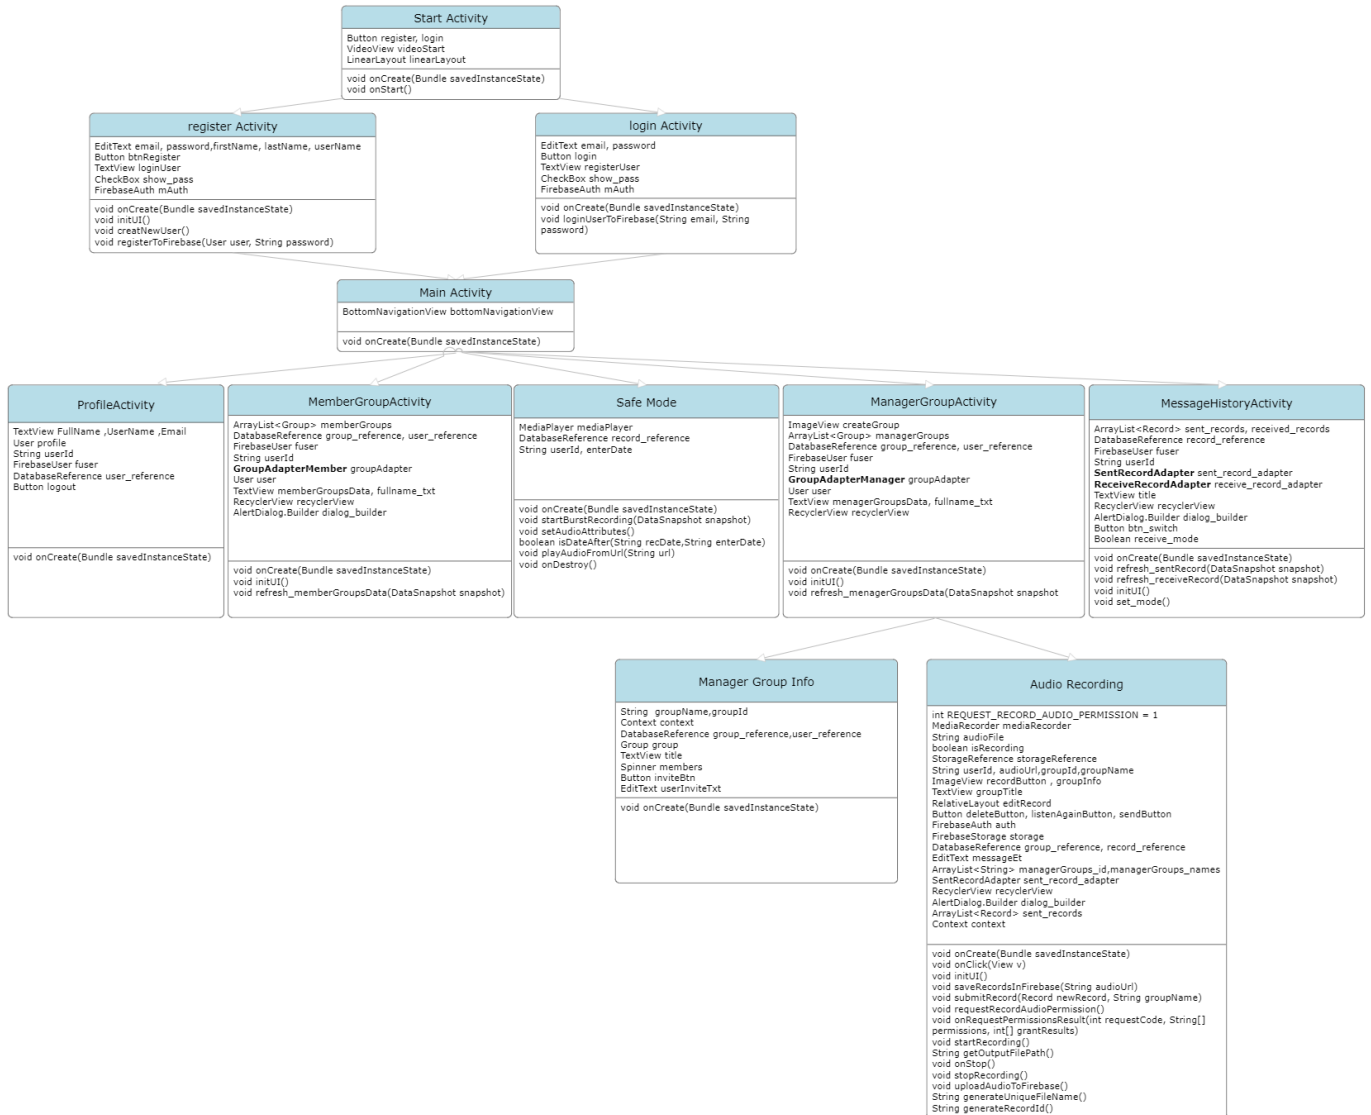 Start Activity
Button register, login
VideoView videoStart
LinearLayout linearLayout
void onCreate(Bundle savedInstanceState)
void onStart()
register Activity
EditText email, password,firstName, lastName, userName
Button btnRegister
TextView loginUser
CheckBox show_pass
FirebaseAuth mAuth
void onCreate(Bundle savedInstanceState)
void initUI()
void creatNewUser()
void registerToFirebase(User user, String password)
login Activity
EditText email, password
Button login
TextView registerUser
CheckBox show_pass
FirebaseAuth mAuth
void onCreate(Bundle savedInstanceState)
void loginUserToFirebase(String email, String
password)
Main Activity
BottomNavigationView bottomNavigationView
void onCreate(Bundle savedInstanceState)
ProfileActivity
TextView FullName ,UserName ,Email
User profile
String userId
FirebaseUser fuser
DatabaseReference user_reference
Button logout
void onCreate(Bundle savedInstanceState)
MemberGroupActivity
ArrayList<Group> memberGroups
DatabaseReference group_reference, user_reference
FirebaseUser fuser
String userId
GroupAdapterMember groupAdapter
User user
TextView memberGroupsData, fullname_txt
RecyclerView recyclerView
AlertDialog.Builder dialog_builder
void onCreate(Bundle savedInstanceState)
void initUI()
void refresh_memberGroupsData(DataSnapshot snapshot)
Safe Mode
MediaPlayer mediaPlayer
DatabaseReference record_reference
String userId, enterDate
void onCreate(Bundle savedInstanceState)
void startBurstRecording(DataSnapshot snapshot)
void setAudioAttributes()
boolean isDateAfter(String recDate,String enterDate)
void playAudioFromUrl(String url)
void onDestroy()
ManagerGroupActivity
ImageView createGroup
ArrayList<Group> managerGroups
DatabaseReference group_reference, user_reference
FirebaseUser fuser
String userId
GroupAdapterManager groupAdapter
User user
TextView menagerGroupsData, fullname_txt
RecyclerView recyclerView
void onCreate(Bundle savedInstanceState)
void initUI()
void refresh_menagerGroupsData(DataSnapshot snapshot
MessageHistoryActivity
ArrayList<Record> sent_records, received_records
DatabaseReference record_reference
FirebaseUser fuser
String userId
SentRecordAdapter sent_record_adapter
ReceiveRecordAdapter receive_record_adapter
TextView title
RecyclerView recyclerView
AlertDialog.Builder dialog_builder
Button btn_switch
Boolean receive_mode
void onCreate(Bundle savedInstanceState)
void refresh_sentRecord(DataSnapshot snapshot)
void refresh_receiveRecord(DataSnapshot snapshot)
void initUI()
void set_mode()
Manager Group Info
String groupName,groupId
Context context
DatabaseReference group_reference,user_reference
Group group
TextView title
Spinner members
Button inviteBtn
EditText userInviteTxt
void onCreate(Bundle savedInstanceState)
Audio Recording
int REQUEST_RECORD_AUDIO_PERMISSION = 1
MediaRecorder mediaRecorder
String audioFile
boolean isRecording
StorageReference storageReference
String userId, audioUrl,groupId,groupName
ImageView recordButton , groupInfo
TextView groupTitle
RelativeLayout editRecord
Button deleteButton, listenAgainButton, sendButton
FirebaseAuth auth
FirebaseStorage storage
DatabaseReference group_reference, record_reference
EditText messageEt
ArrayList<String> managerGroups_id,managerGroups_names
SentRecordAdapter sent_record_adapter
RecyclerView recyclerView
AlertDialog.Builder dialog_builder
ArrayList<Record> sent_records
Context context
void onCreate(Bundle savedInstanceState)
void onClick(View v)
void initUI()
void saveRecordsInFirebase(String audioUrl)
void submitRecord(Record newRecord, String groupName)
void requestRecordAudioPermission()
void onRequestPermissionsResult(int requestCode, String[]
permissions, int[] grantResults)
void startRecording()
String getOutputFilePath()
void onStop()
void stopRecording()
void uploadAudioToFirebase()
String generateUniqueFileName()
String generateRecordId()